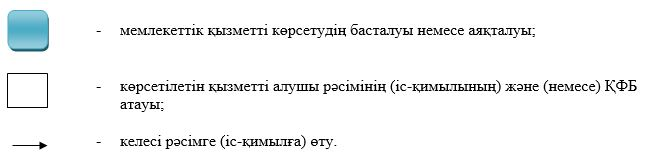 - мемлекеттік қызметті көрсетудің басталуы немесе аяқталуы;
- көрсетілетін қызметті алушы рәсімінің (іс-қимылының) және (немесе) ҚФБ
атауы;
- келесі рәсімге (іс-қимылға) өту.